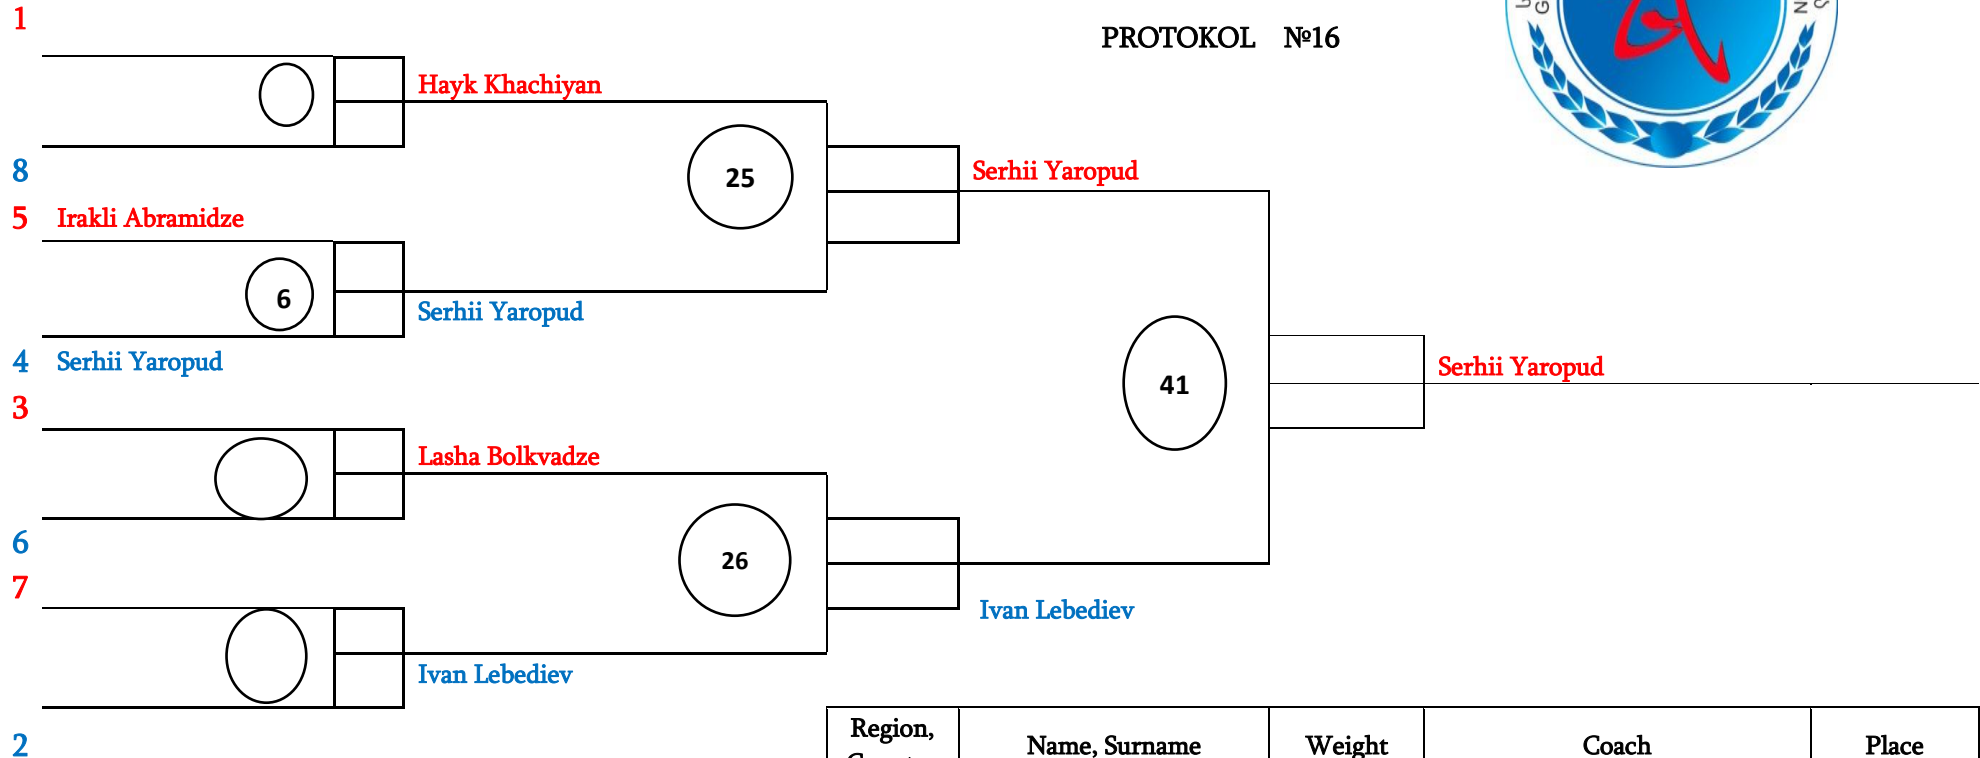 1
PROTOKOL №16
Hayk Khachiyan
8
25
Serhii Yaropud
5 Irakli Abramidze
6
Serhii Yaropud
4 Serhii Yaropud
41
Serhii Yaropud
3
Lasha Bolkvadze
6
26
7
Ivan Lebediev
Ivan Lebediev
2
Region,
Name, Surname
Weight
Coach
Place